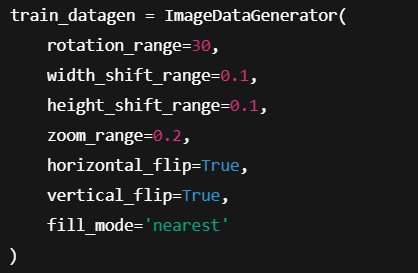 train_datagen = ImageDataGenerator(
    rotation_range=30,
    width_shift_range=0.1,
    height_shift_range=0.1,
    zoom_range=0.2,
    horizontal_flip=True,
    vertical_flip=True,
    fill_mode='nearest'
)